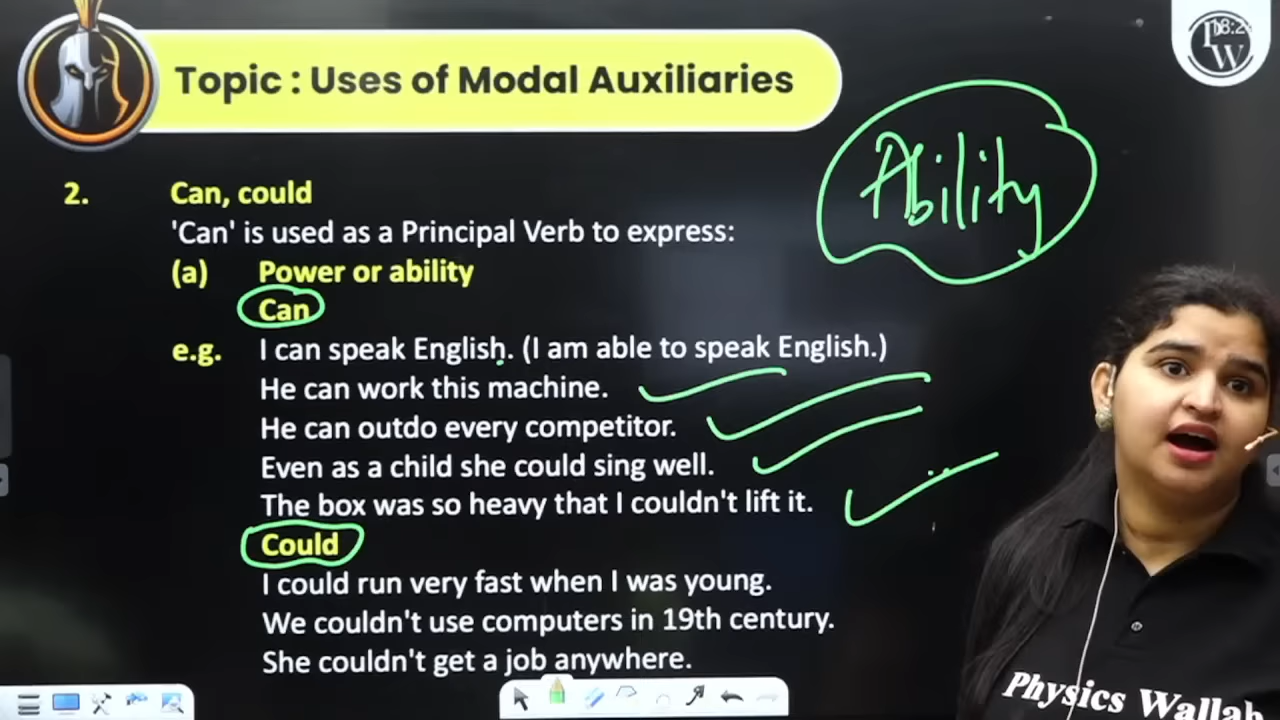 Topic : Uses of Modal Auxiliaries
Ability
2. Can, could
'Can' is used as a Principal Verb to express:
(a) Power or ability
Can
e.g. I can speak English. (I am able to speak English.)
He can work this machine.
He can outdo every competitor.
Even as a child she could sing well.
The box was so heavy that I couldn't lift it.
Could
I could run very fast when I was young.
We couldn't use computers in 19th century.
She couldn't get a job anywhere.
PW
Physics Wallah